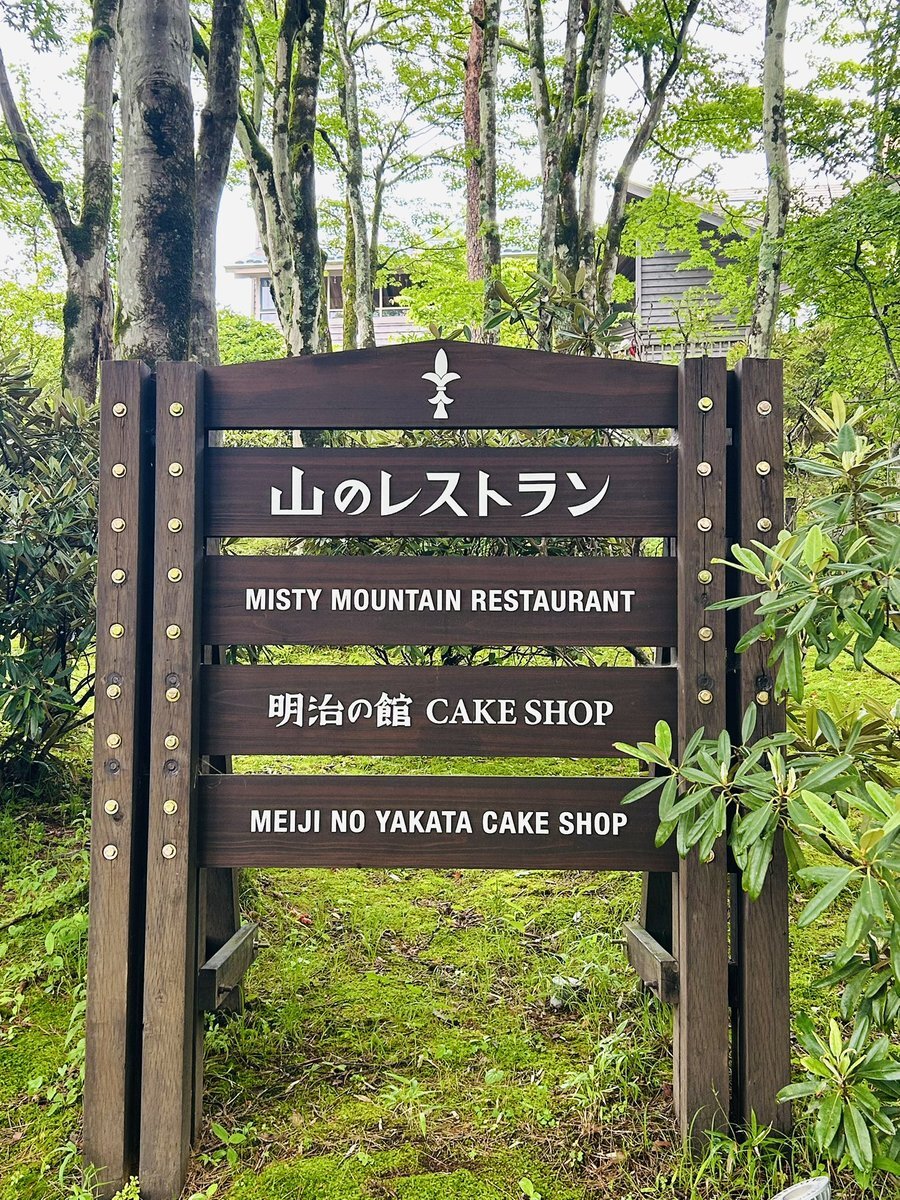 山のレストラン
MISTY MOUNTAIN RESTAURANT
明治の館 CAKE SHOP
MEIJI NO YAKATA CAKE SHOP